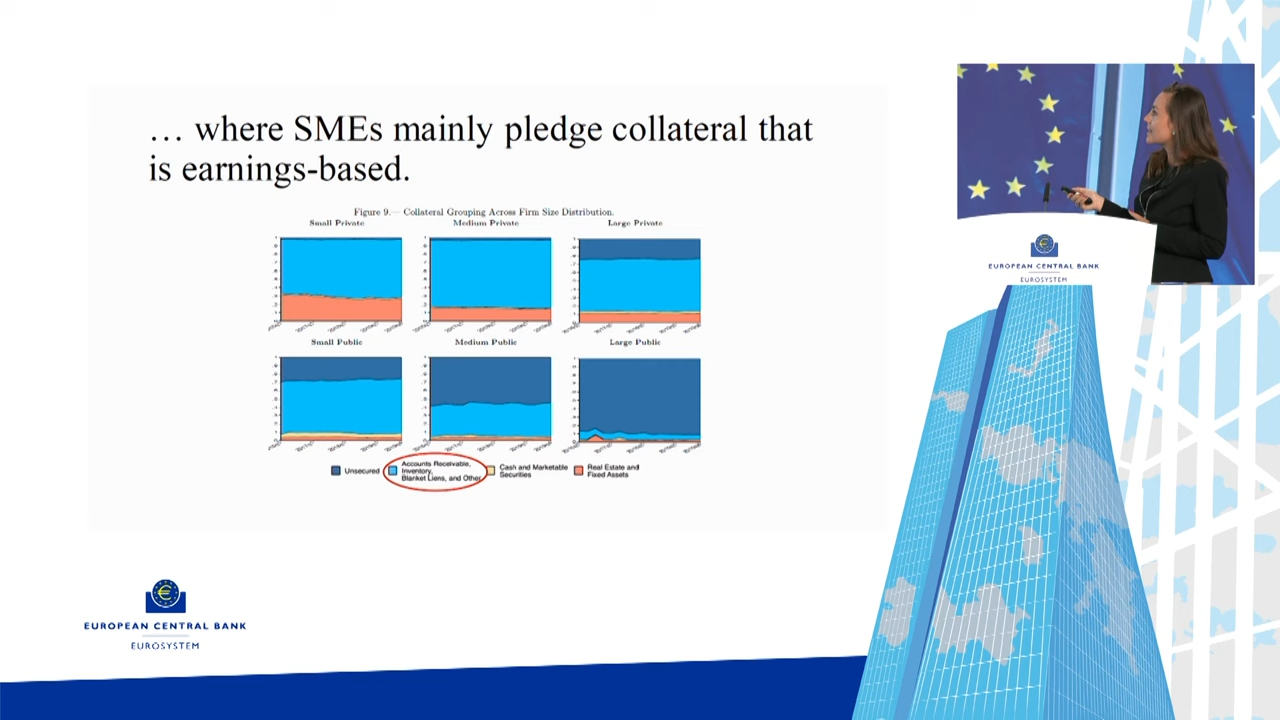 … where SMEs mainly pledge collateral that
is earnings-based.
Figure 9.— Collateral Grouping Across Firm Size Distribution.
Small Private
Medium Private
Large Private
Small Public
Medium Public
Large Public
Unsecured
Accounts Receivable,
Inventory,
Blanket Liens, and Other
Cash and Marketable
Securities
Real Estate and
Fixed Assets
EUROPEAN CENTRAL BANK
EUROSYSTEM
EUROPEAN CENTRAL BANK
EUROSYSTEM